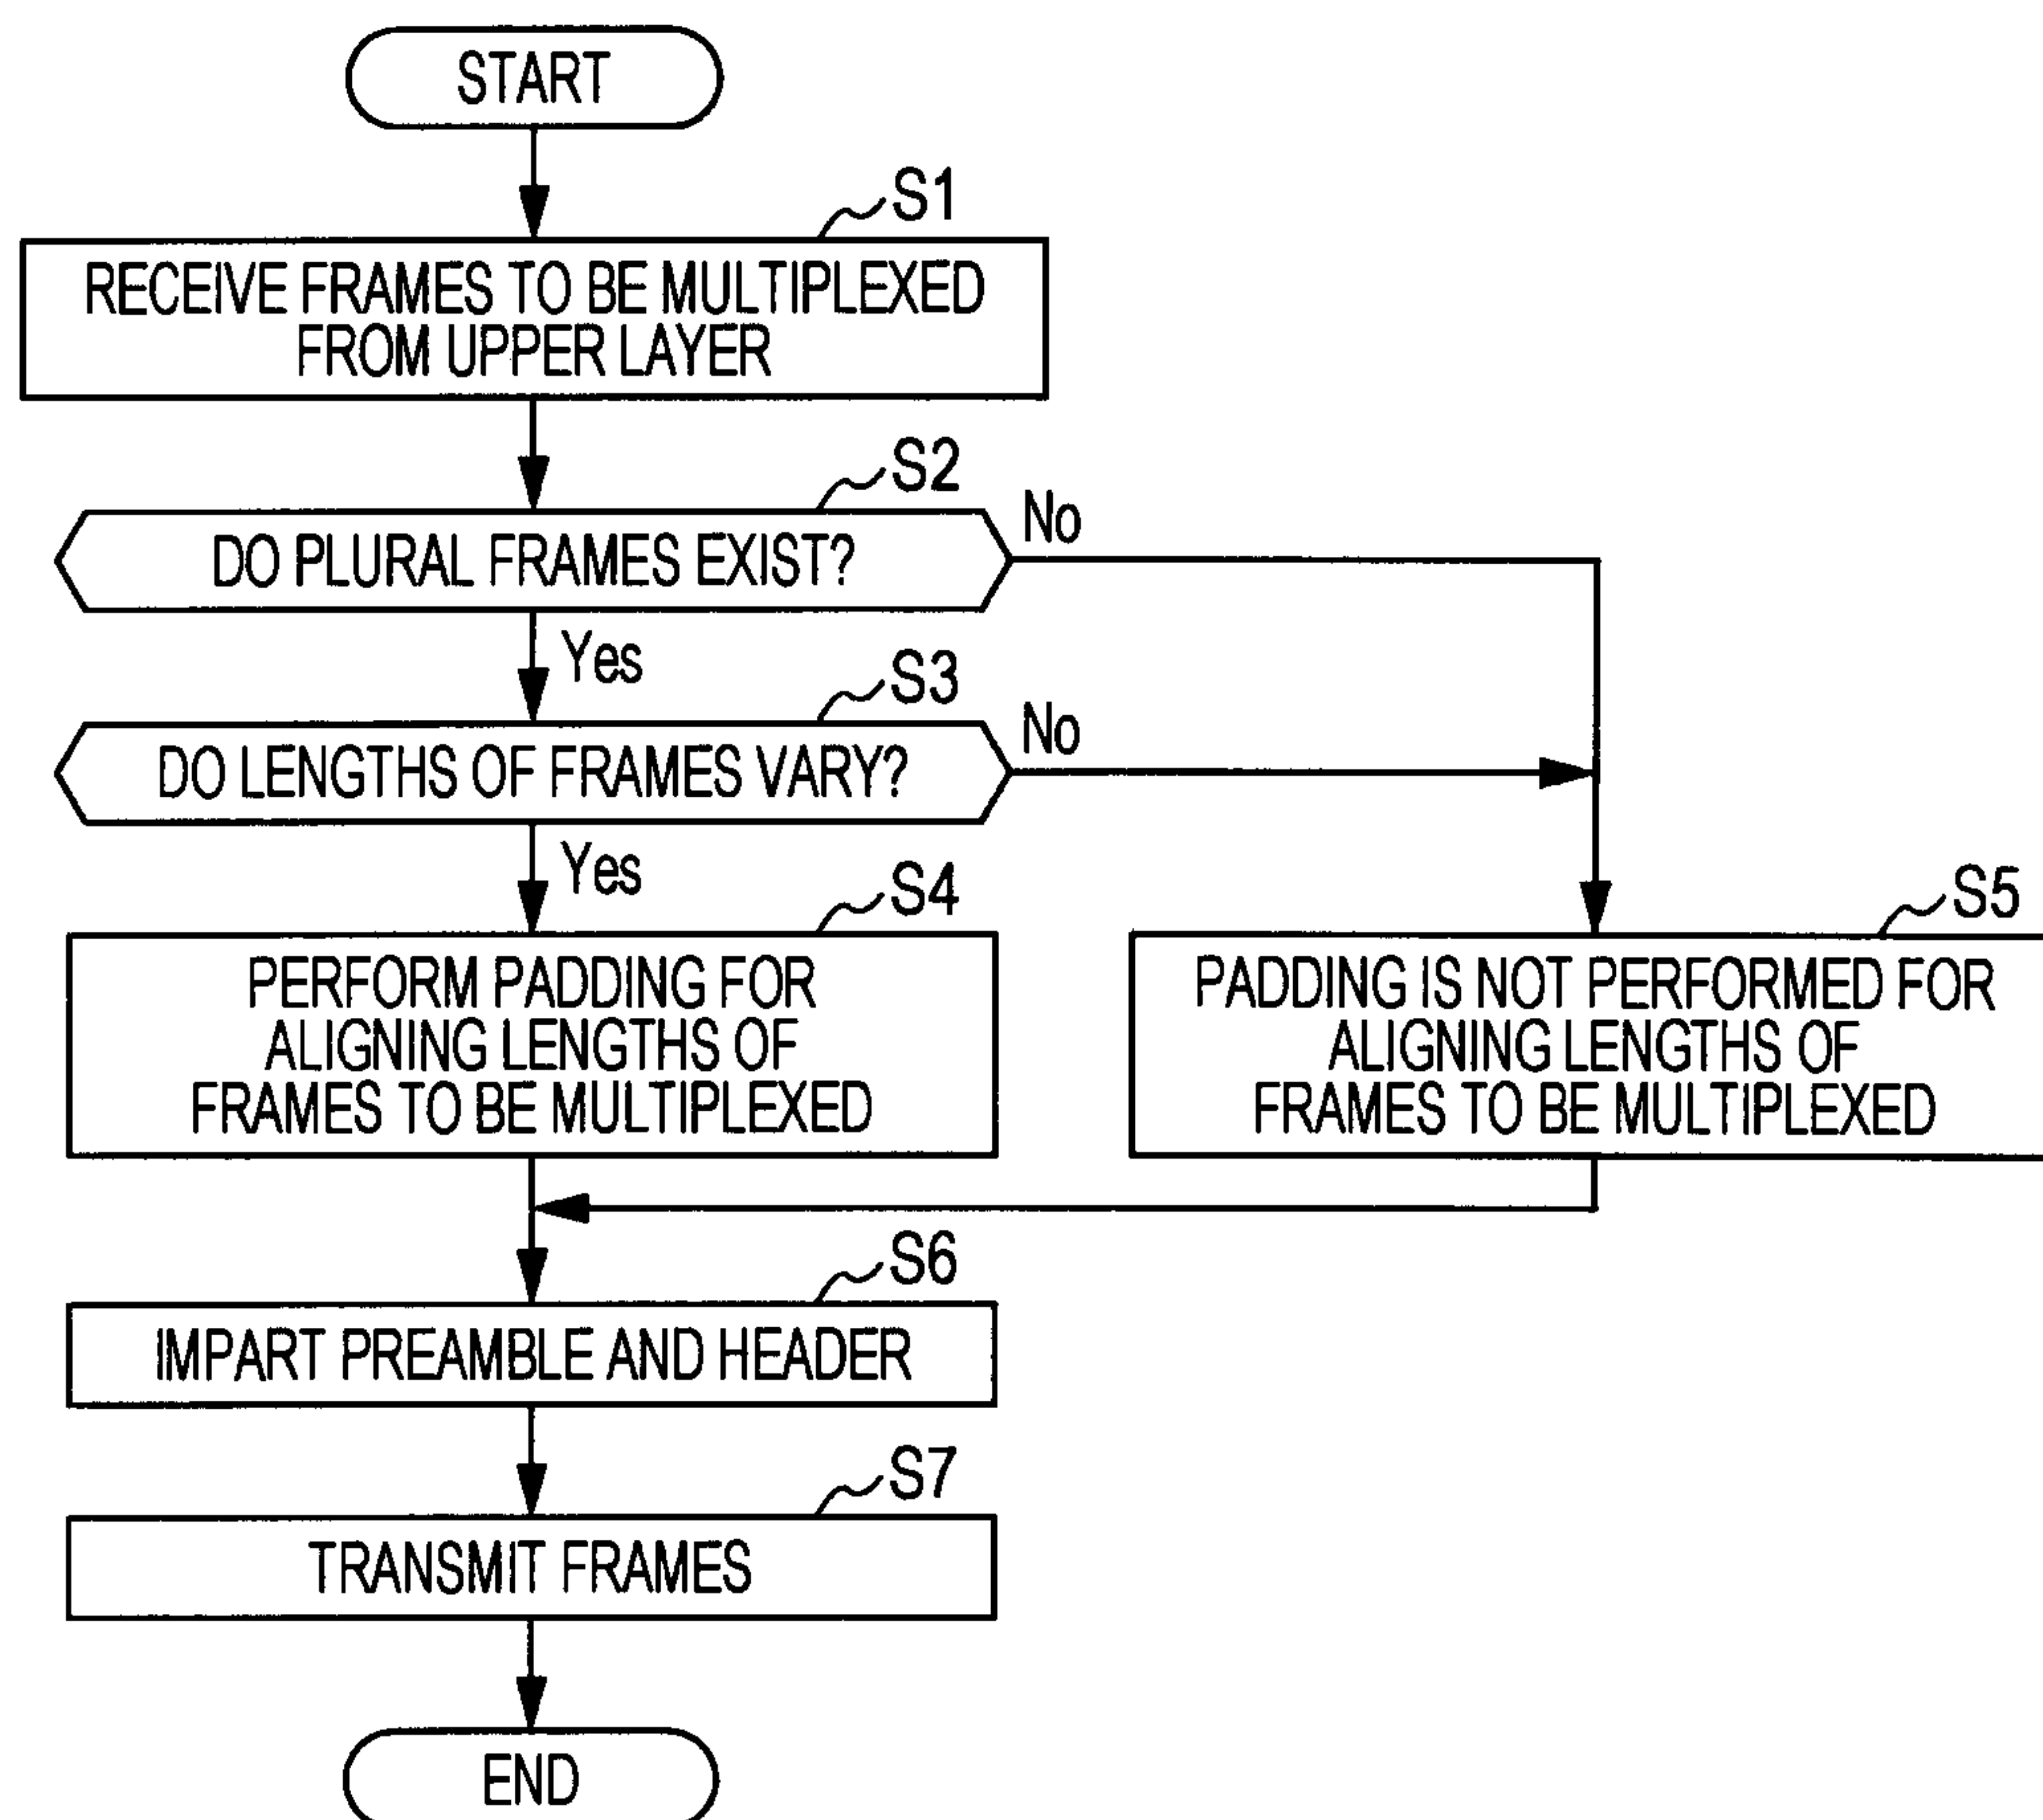 START
S1
RECEIVE FRAMES TO BE MULTIPLEXED
FROM UPPER LAYER
S2
DO PLURAL FRAMES EXIST?
No
Yes
S3
DO LENGTHS OF FRAMES VARY?
No
Yes
S4
PERFORM PADDING FOR
ALIGNING LENGTHS OF
FRAMES TO BE MULTIPLEXED
S5
PADDING IS NOT PERFORMED FOR
ALIGNING LENGTHS OF
FRAMES TO BE MULTIPLEXED
S6
IMPART PREAMBLE AND HEADER
S7
TRANSMIT FRAMES
END